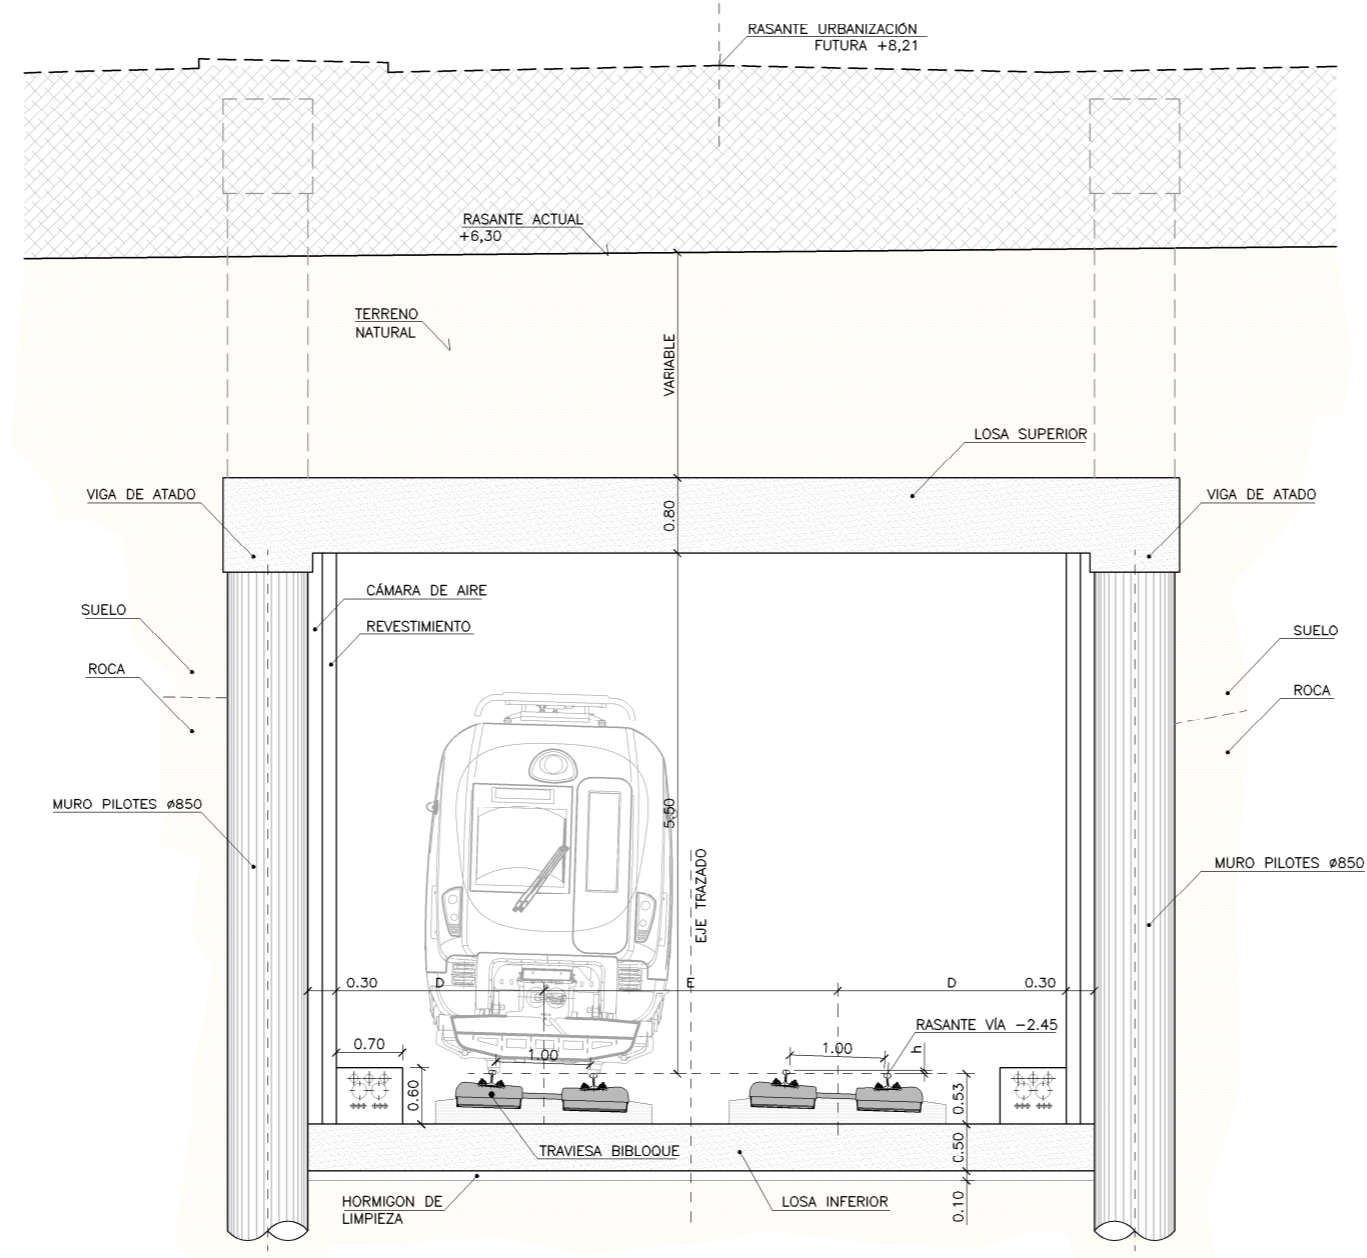 RASANTE URBANIZACIÓN
FUTURA +8,21
RASANTE ACTUAL
+6,30
TERRENO
NATURAL
VARIABLE
LOSA SUPERIOR
VIGA DE ATADO
VIGA DE ATADO
0.80
CÁMARA DE AIRE
SUELO
REVESTIMIENTO
SUELO
ROCA
ROCA
MURO PILOTES ø850
5,50
EJE TRAZADO
MURO PILOTES ø850
0.30
D
E
D
0.30
RASANTE VÍA -2.45
0.70
1.00
1.00
h
0.60
0.53
TRAVIESA BIBLOQUE
0.50
HORMIGON DE
LIMPIEZA
LOSA INFERIOR
0.10